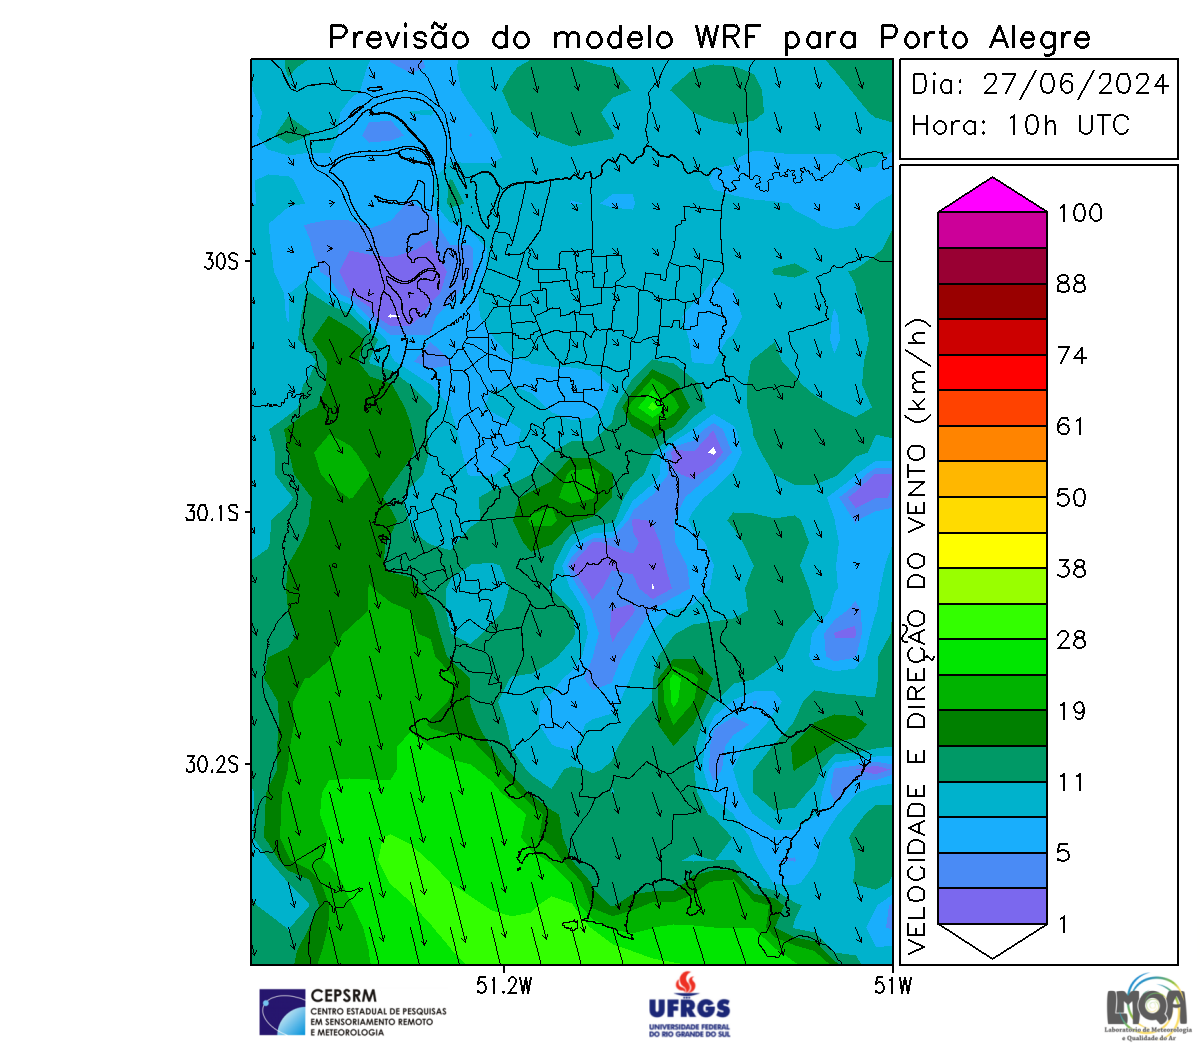 Previsão do modelo WRF para Porto Alegre
Dia: 27/06/2024
Hora: 10h UTC
100
88
74
61
50
38
28
19
11
5
1
VELOCIDADE E DIREÇÃO DO VENTO (km/h)
30S
30.1S
30.2S
51.2W
51W
CEPSRM
CENTRO ESTADUAL DE PESQUISAS
EM SENSORIAMENTO REMOTO
E METEOROLOGIA
UFRGS
UNIVERSIDADE FEDERAL
DO RIO GRANDE DO SUL
LMQA
Laboratório de Meteorologia
e Qualidade do Ar